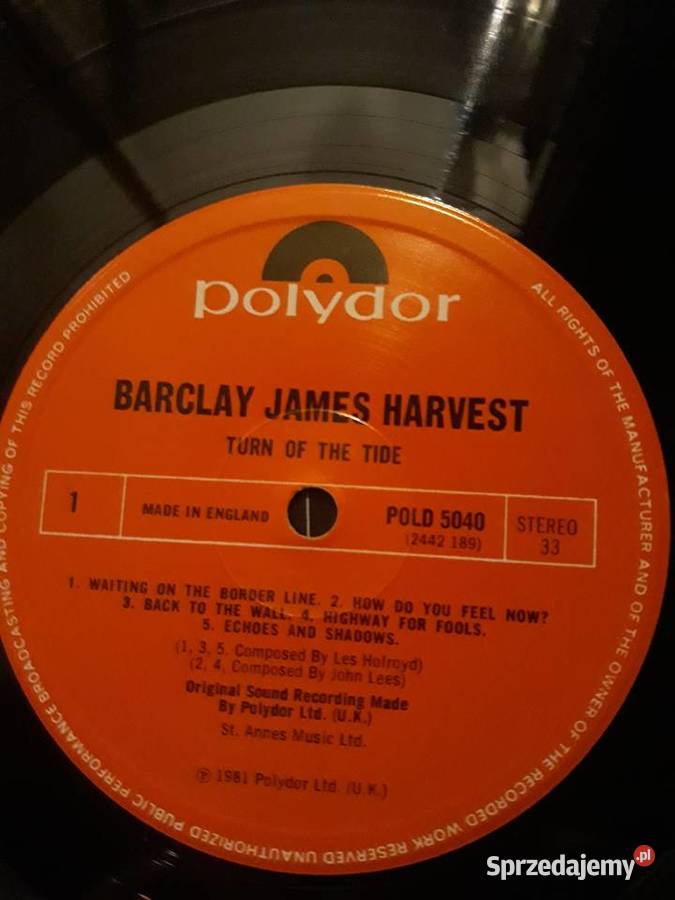 polydor
BARCLAY JAMES HARVEST
TURN OF THE TIDE
1
MADE IN ENGLAND
POLD 5040
(2442 189)
STEREO
33
1. WAITING ON THE BORDER LINE. 2. HOW DO YOU FEEL NOW?
3. BACK TO THE WALL. 4. HIGHWAY FOR FOOLS.
5. ECHOES AND SHADOWS.
(1, 3, 5. Composed By Les Holroyd)
(2, 4, Composed By John Lees)
Original Sound Recording Made
By Polydor Ltd. (U.K.)
St. Annes Music Ltd.
℗ 1981 Polydor Ltd. (U.K.)
ALL RIGHTS OF THE MANUFACTURER AND OF THE OWNER OF THE RECORDED WORK RESERVED UNAUTHORIZED PUBLIC PERFORMANCE BROADCASTING AND COPYING OF THIS RECORD PROHIBITED
Sprzedajemy.pl